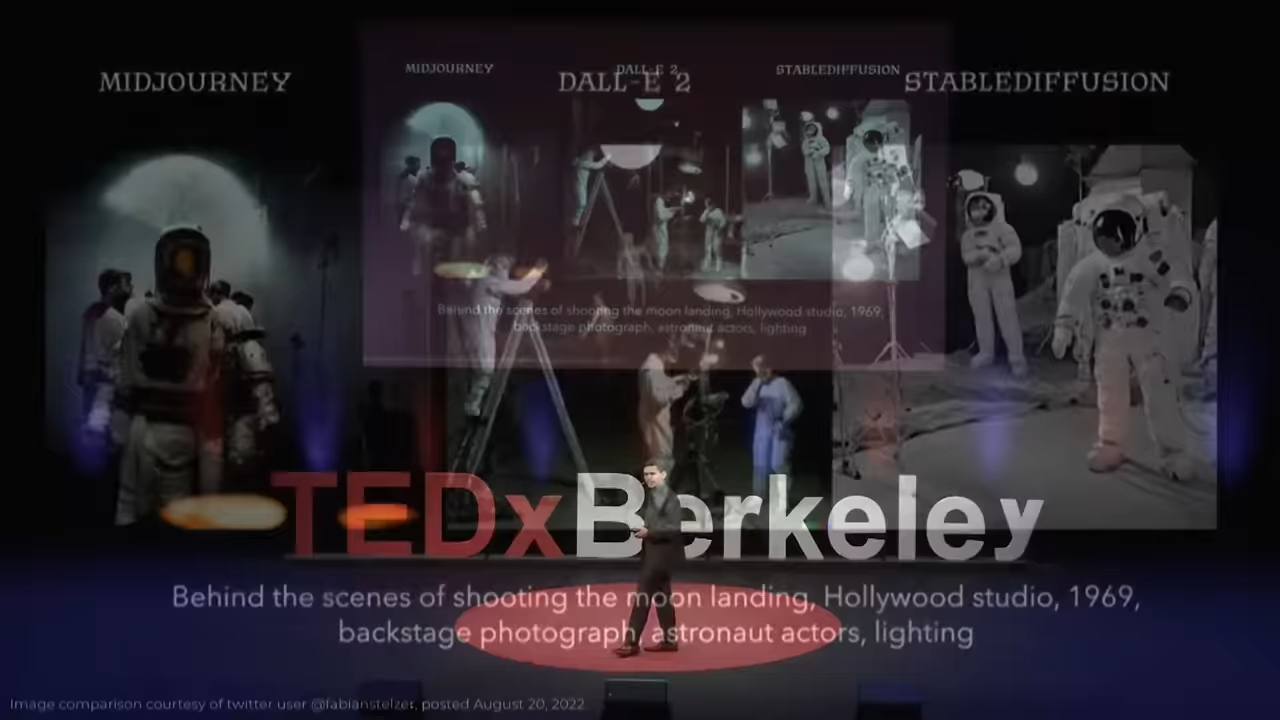 MIDJOURNEY DALL-E 2 STABLEDIFFUSION
MIDJOURNEY DALL-E 2 STABLEDIFFUSION
Behind the scenes of shooting the moon landing, Hollywood studio, 1969,
backstage photograph, astronaut actors, lighting
TEDxBerkeley
Behind the scenes of shooting the moon landing, Hollywood studio, 1969,
backstage photograph, astronaut actors, lighting
Image comparison courtesy of twitter user @fabianstelzer, posted August 20, 2022